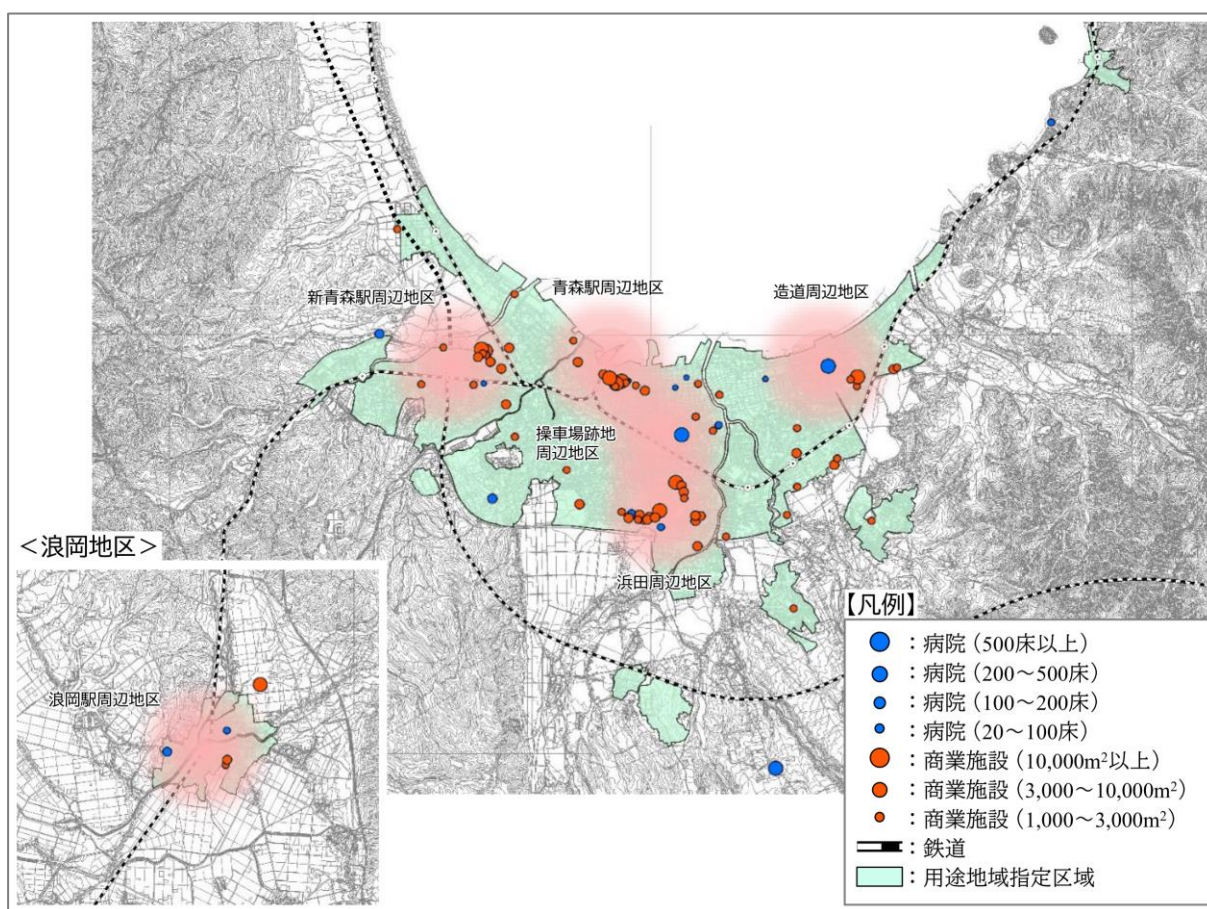 新青森駅周辺地区
青森駅周辺地区
造道周辺地区
操車場跡地
周辺地区
浜田周辺地区
＜浪岡地区＞
浪岡駅周辺地区
【凡例】
：病院（500床以上）
：病院（200～500床）
：病院（100～200床）
：病院（20～100床）
：商業施設（10,000m²以上）
：商業施設（3,000～10,000m²）
：商業施設（1,000～3,000m²）
：鉄道
：用途地域指定区域